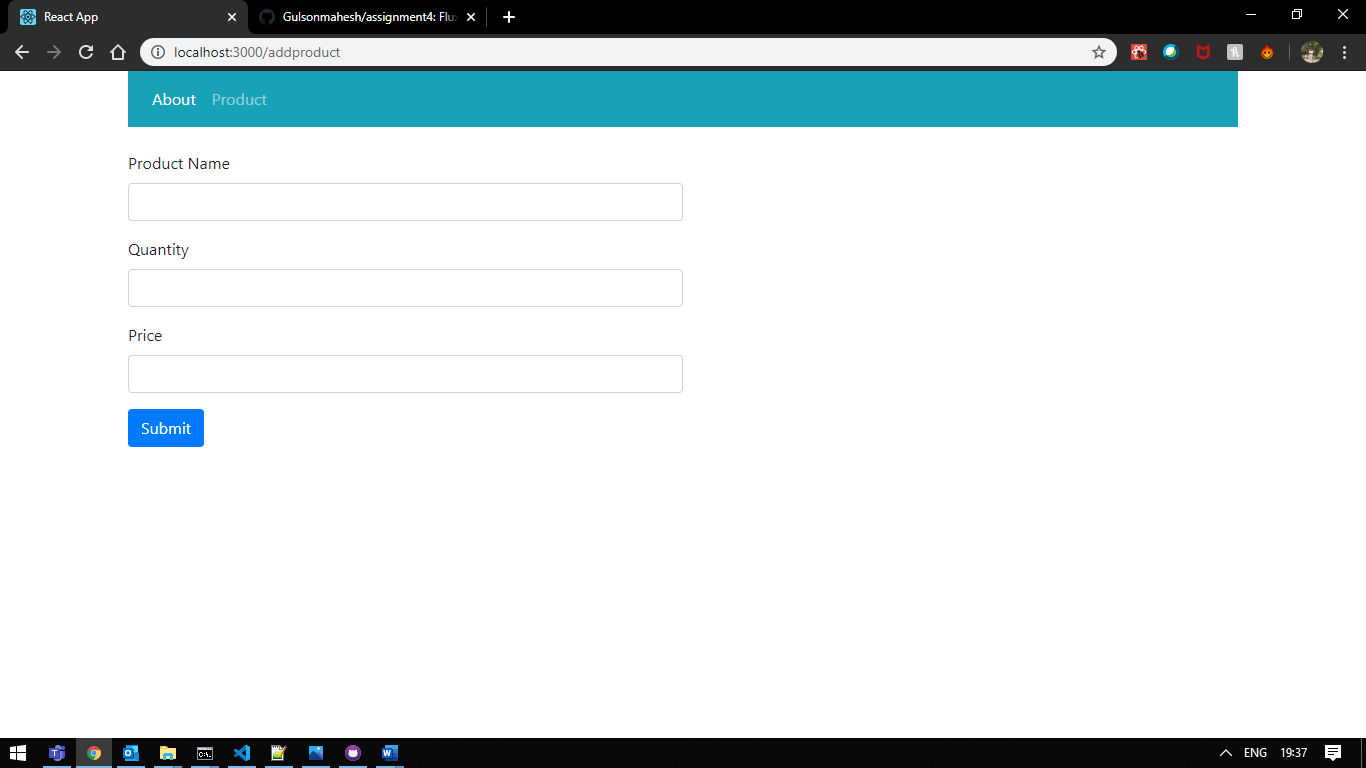 React App
Gulsonmahesh/assignment4: Flu
localhost:3000/addproduct
About Product
Product Name
Quantity
Price
Submit
ENG 19:37